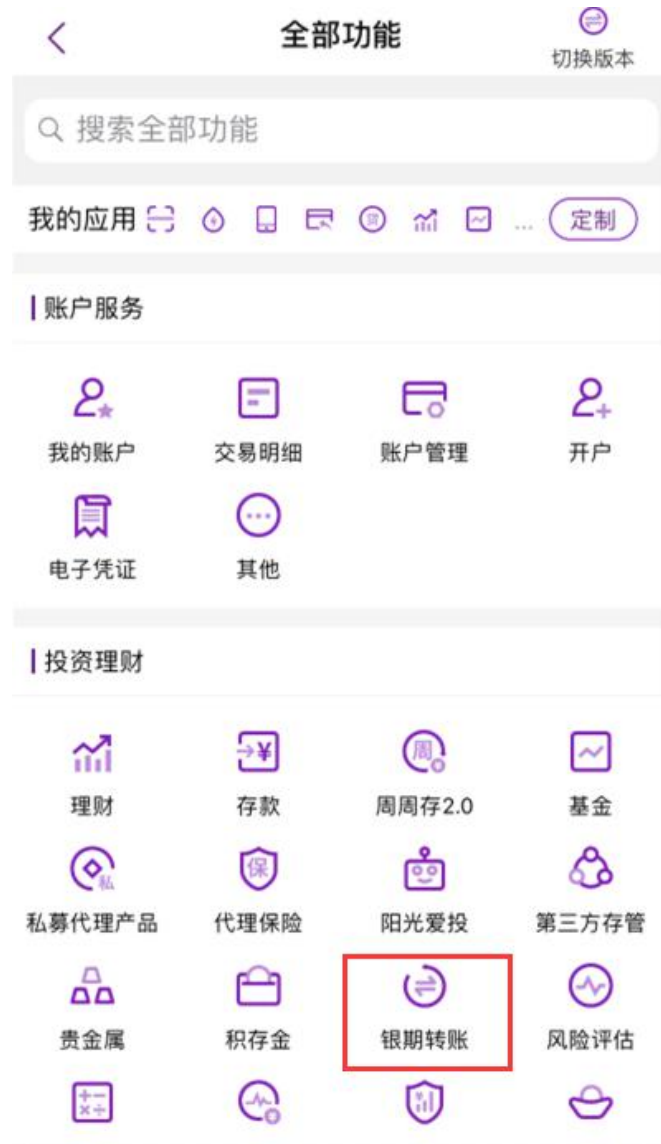 全部功能
切换版本
搜索全部功能
我的应用 贷 ... 定制
账户服务
我的账户 交易明细 账户管理 开户
电子凭证 其他
投资理财
¥ 周
理财 存款 周周存2.0 基金
私 保
私募代理产品 代理保险 阳光爱投 第三方存管
贵金属 积存金 银期转账 风险评估